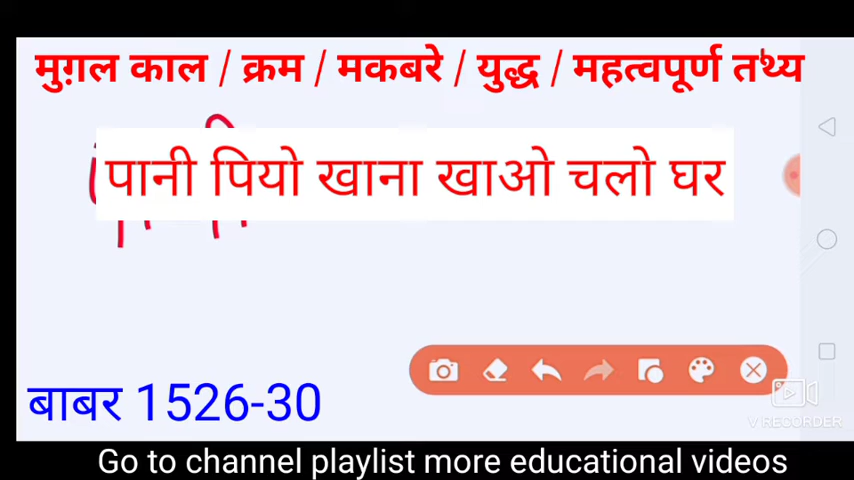 मुग़ल काल / क्रम / मकबरे / युद्ध / महत्वपूर्ण तथ्य
पानी पियो खाना खाओ चलो घर
बाबर 1526-30
V RECORDER
Go to channel playlist more educational videos